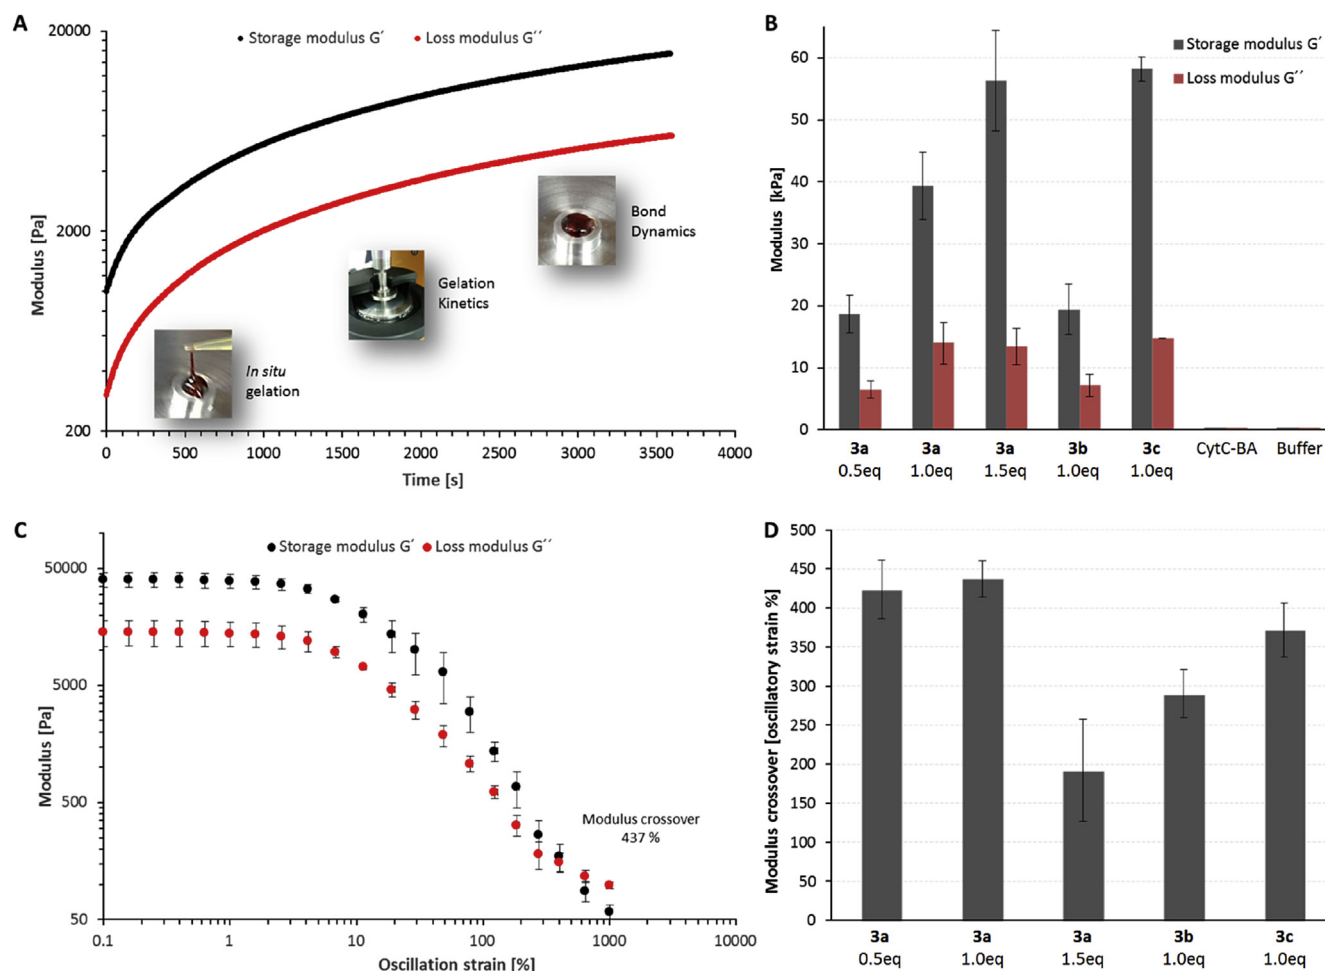 A
Storage modulus G´ Loss modulus G´´
20000
2000
200
Modulus [Pa]
In situ
gelation
Gelation
Kinetics
Bond
Dynamics
0 500 1000 1500 2000 2500 3000 3500 4000
Time [s]
B
Storage modulus G´
Loss modulus G´´
60
50
40
30
20
10
0
Modulus [kPa]
3a 3a 3a 3b 3c CytC-BA Buffer
0.5eq 1.0eq 1.5eq 1.0eq 1.0eq
C
Storage modulus G´ Loss modulus G´´
50000
5000
500
50
Modulus [Pa]
Modulus crossover
437 %
0.1 1 10 100 1000 10000
Oscillation strain [%]
D
500
450
400
350
300
250
200
150
100
50
0
Modulus crossover [oscillatory strain %]
3a 3a 3a 3b 3c
0.5eq 1.0eq 1.5eq 1.0eq 1.0eq